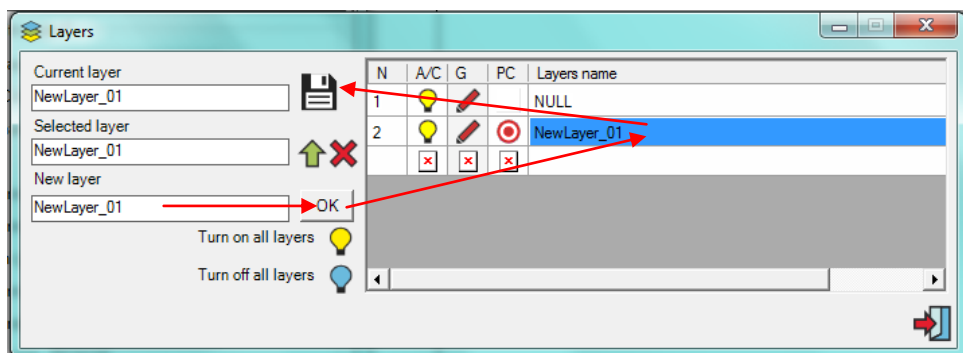 Layers
Current layer
NewLayer_01
Selected layer
NewLayer_01
New layer
NewLayer_01
OK
Turn on all layers
Turn off all layers
N A/C G PC Layers name
1 NULL
2 NewLayer_01